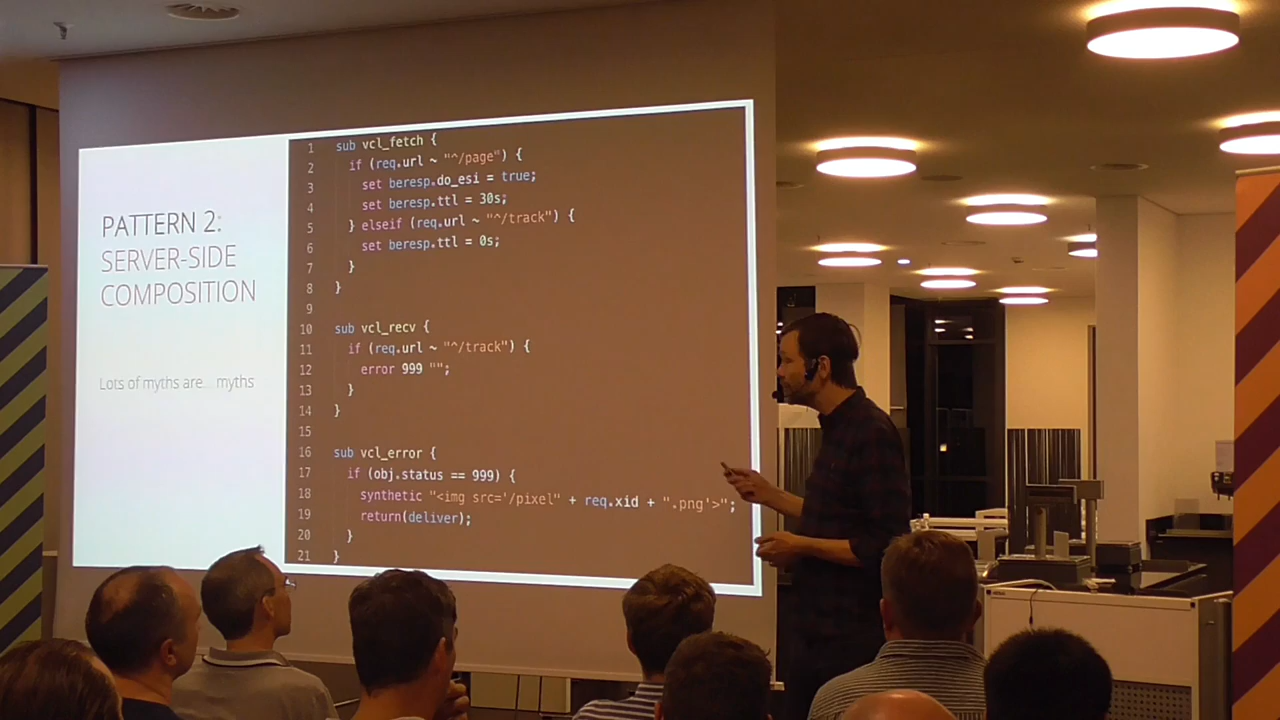 PATTERN 2:
SERVER-SIDE
COMPOSITION
Lots of myths are... myths
1 sub vcl_fetch {
2 if (req.url ~ "^/page") {
3 set beresp.do_esi = true;
4 set beresp.ttl = 30s;
5 } elseif (req.url ~ "^/track") {
6 set beresp.ttl = 0s;
7 }
8 }
9
10 sub vcl_recv {
11 if (req.url ~ "^/track") {
12 error 999 "";
13 }
14 }
15
16 sub vcl_error {
17 if (obj.status == 999) {
18 synthetic "<img src='/pixel" + req.xid + ".png'>";
19 return(deliver);
20 }
21 }